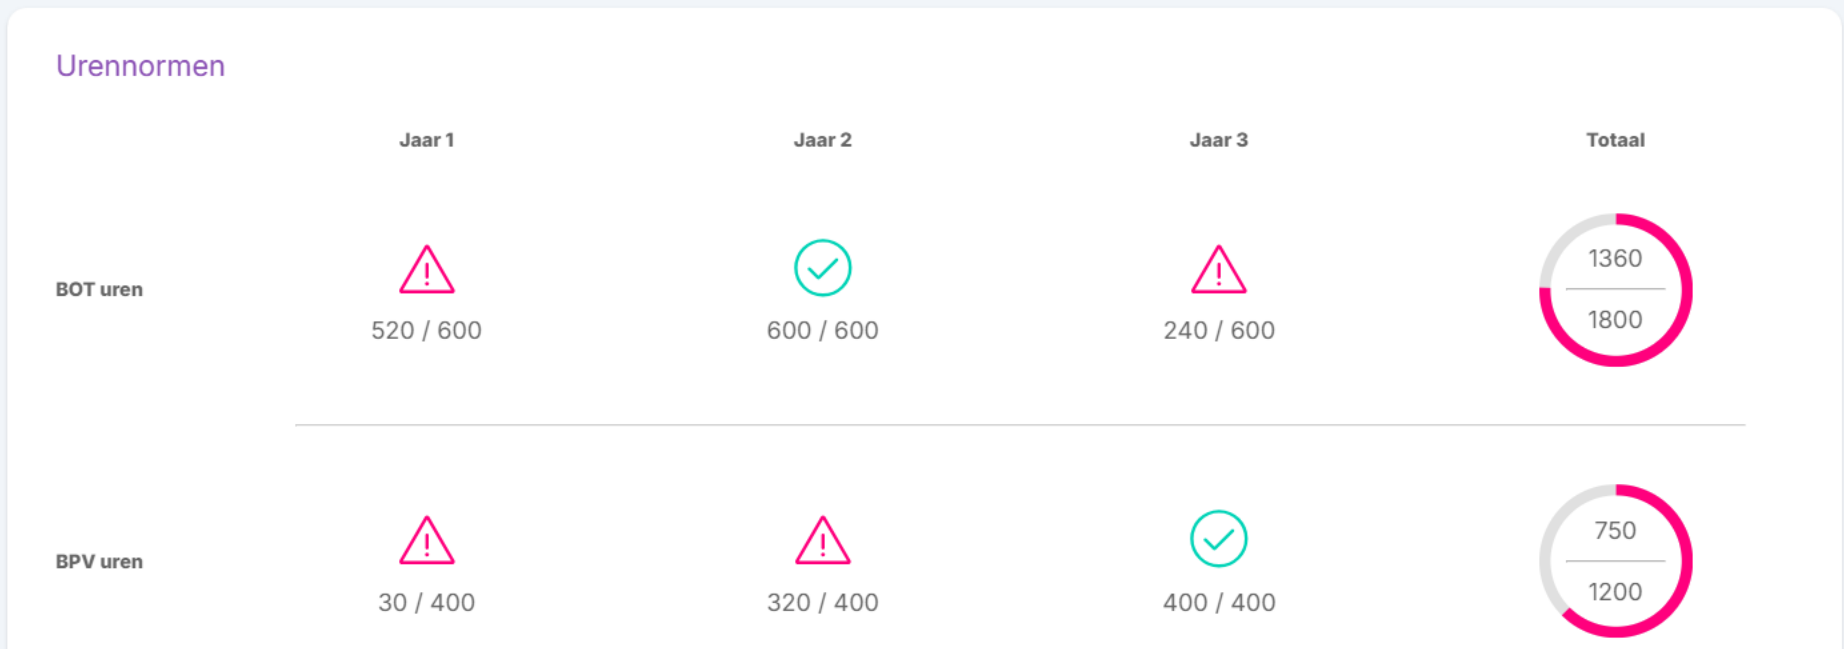 Urennormen
Jaar 1 Jaar 2 Jaar 3 Totaal
BOT uren 520 / 600 600 / 600 240 / 600 1360
1800
BPV uren 30 / 400 320 / 400 400 / 400 750
1200